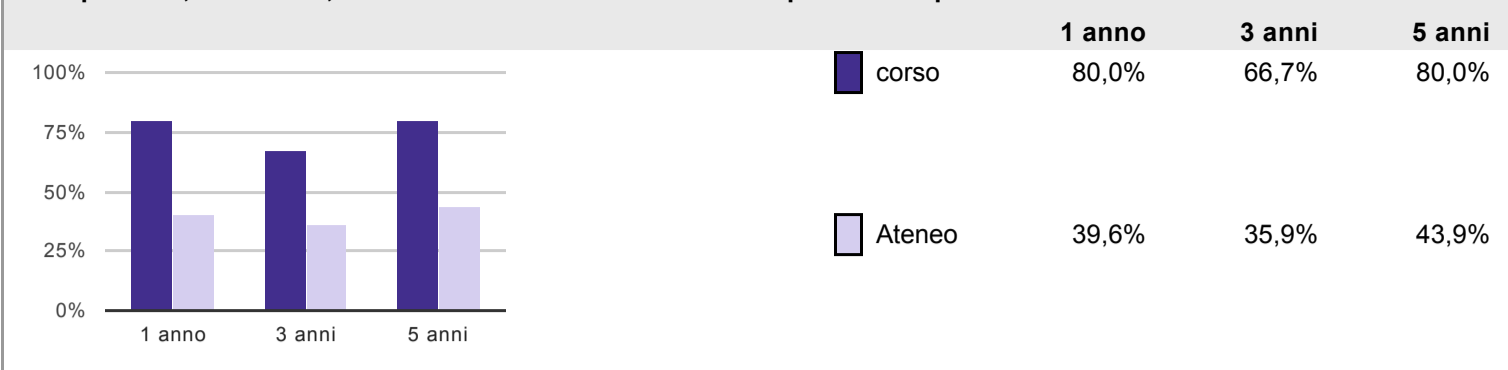 1 anno 3 anni 5 anni
100%
75%
50%
25%
0%
1 anno 3 anni 5 anni
corso 80,0% 66,7% 80,0%
Ateneo 39,6% 35,9% 43,9%